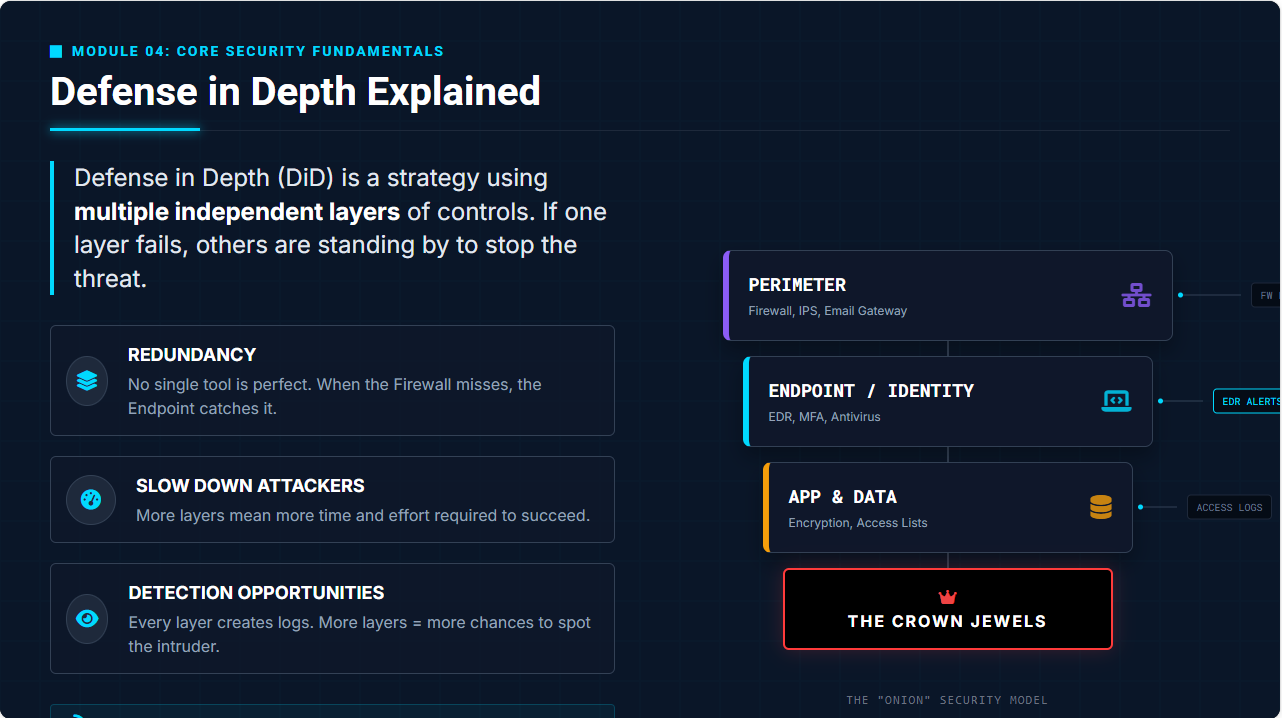 MODULE 04: CORE SECURITY FUNDAMENTALS
Defense in Depth Explained
Defense in Depth (DiD) is a strategy using
multiple independent layers of controls. If one
layer fails, others are standing by to stop the
threat.
REDUNDANCY
No single tool is perfect. When the Firewall misses, the
Endpoint catches it.
SLOW DOWN ATTACKERS
More layers mean more time and effort required to succeed.
DETECTION OPPORTUNITIES
Every layer creates logs. More layers = more chances to spot
the intruder.
PERIMETER
Firewall, IPS, Email Gateway
FW
ENDPOINT / IDENTITY
EDR, MFA, Antivirus
EDR ALERTS
APP & DATA
Encryption, Access Lists
ACCESS LOGS
THE CROWN JEWELS
THE "ONION" SECURITY MODEL